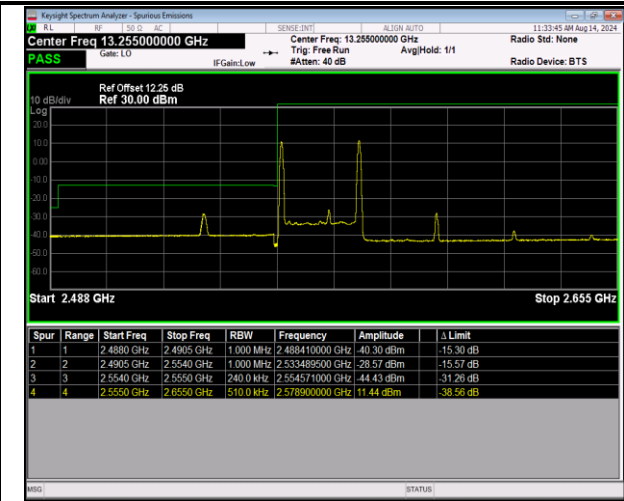 Keysight Spectrum Analyzer - Spurious Emissions
RL RF 50 Ω AC SENSE:INT ALIGN AUTO 11:33:45 AM Aug 14, 2024
Center Freq 13.255000000 GHz Center Freq: 13.255000000 GHz Radio Std: None
PASS Gate: LO IFGain:Low Trig: Free Run Avg|Hold: 1/1
#Atten: 40 dB Radio Device: BTS
Ref Offset 12.25 dB
10 dB/div Ref 30.00 dBm
Log
20.0
10.0
0.00
-10.0
-20.0
-30.0
-40.0
-50.0
-60.0
Start 2.488 GHz Stop 2.655 GHz
Spur Range Start Freq Stop Freq RBW Frequency Amplitude Δ Limit
1 1 2.4880 GHz 2.4905 GHz 1.000 MHz 2.488410000 GHz -40.30 dBm -15.30 dB
2 2 2.4905 GHz 2.5540 GHz 1.000 MHz 2.533489500 GHz -28.57 dBm -15.57 dB
3 3 2.5540 GHz 2.5550 GHz 240.0 kHz 2.554571000 GHz -44.43 dBm -31.26 dB
4 4 2.5550 GHz 2.6550 GHz 510.0 kHz 2.578900000 GHz 11.44 dBm -38.56 dB
MSG STATUS